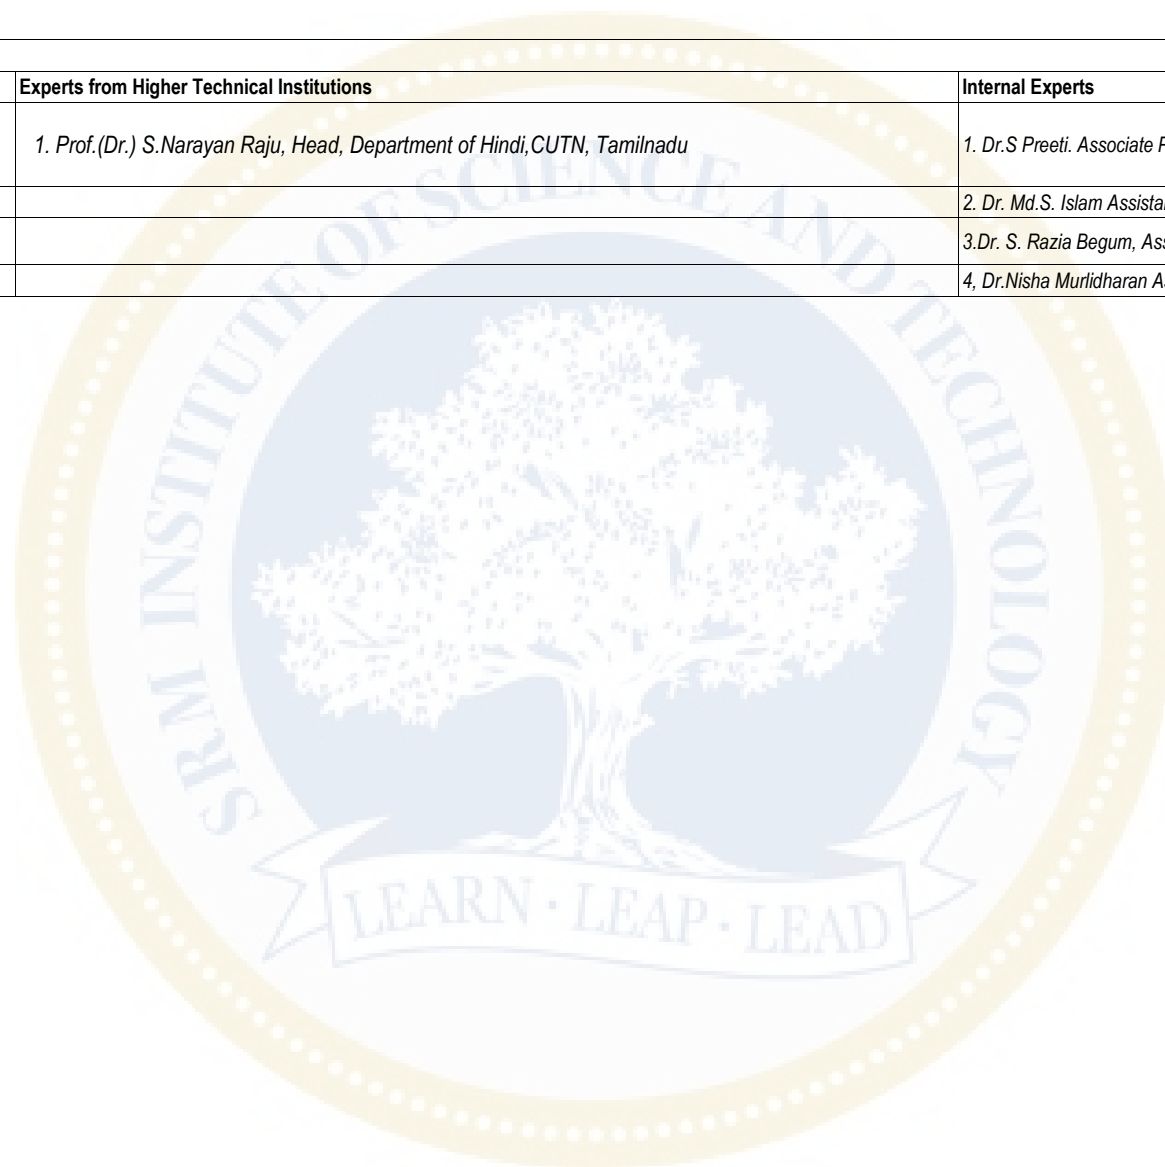 Experts from Higher Technical Institutions Internal Experts
1. Prof.(Dr.) S.Narayan Raju, Head, Department of Hindi,CUTN, Tamilnadu 1. Dr.S Preeti. Associate
2. Dr. Md.S. Islam
3.Dr. S. Razia Begum,
4, Dr.Nisha Murlidharan
SRM INSTITUTE OF SCIENCE AND TECHNOLOGY
LEARN · LEAP · LEAD